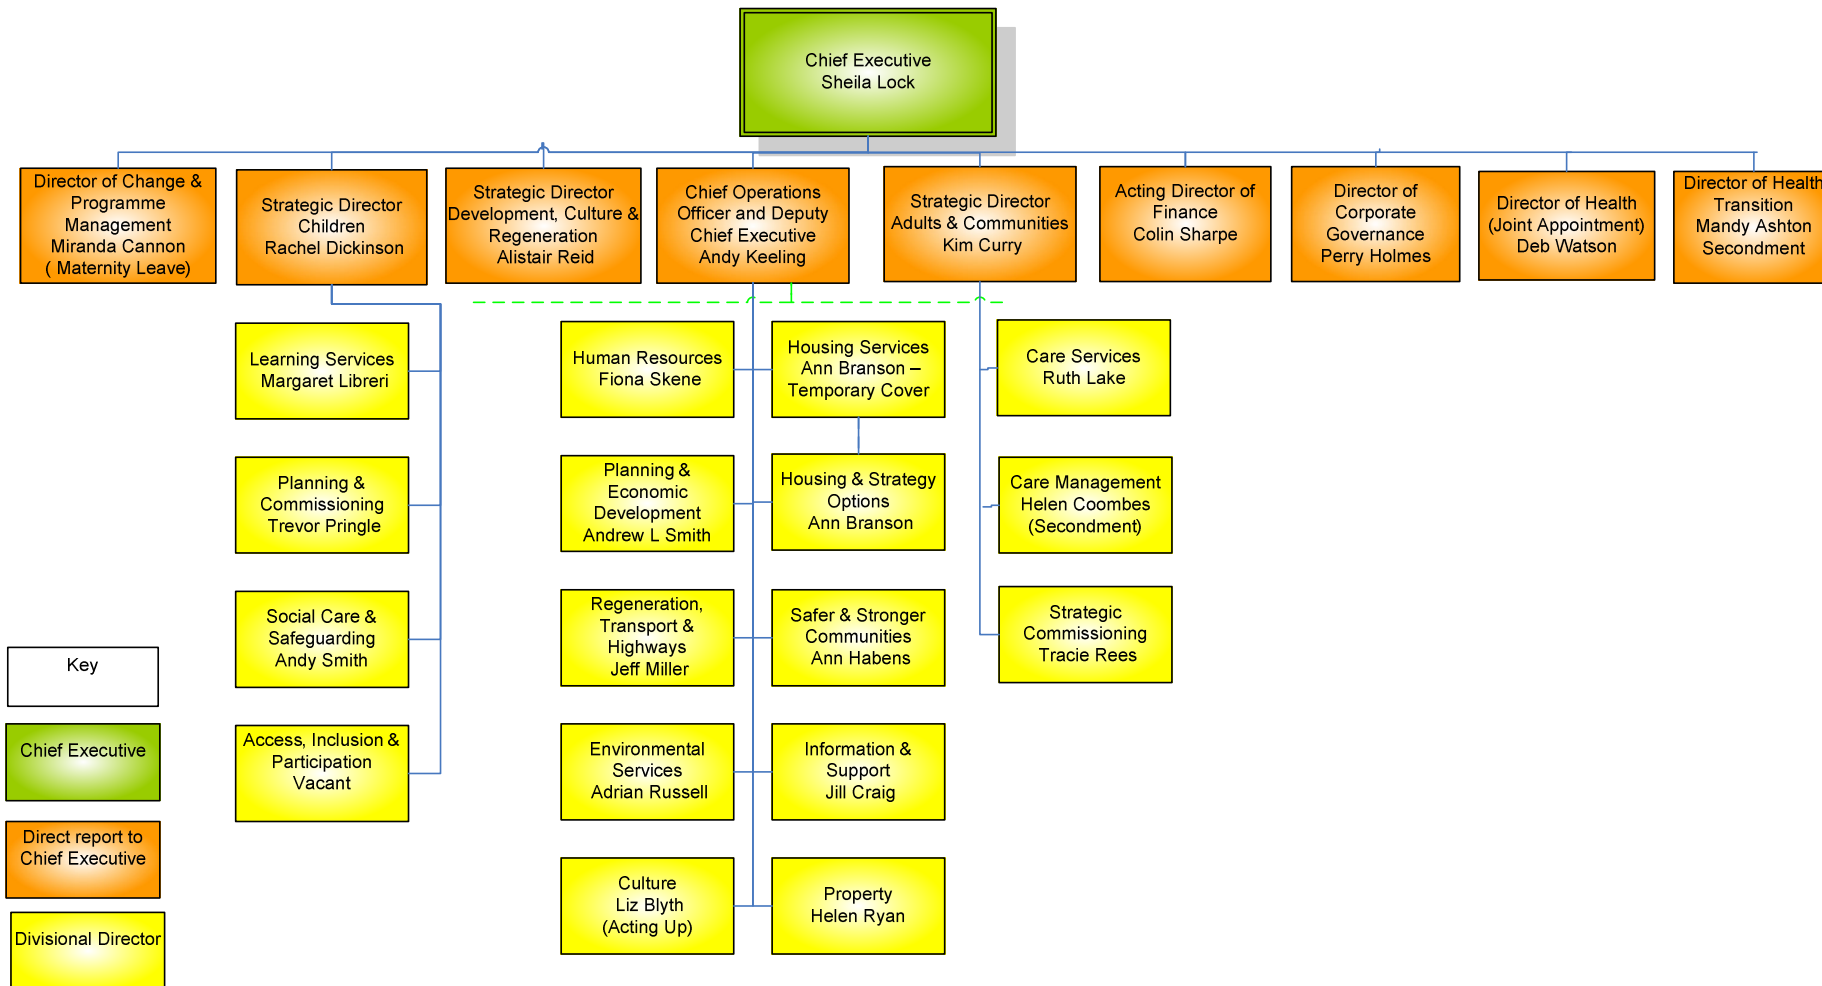 Chief Executive
Sheila Lock
Director of Change &
Programme
Management
Miranda Cannon
( Maternity Leave)
Strategic Director
Children
Rachel Dickinson
Strategic Director
Development, Culture &
Regeneration
Alistair Reid
Chief Operations
Officer and Deputy
Chief Executive
Andy Keeling
Strategic Director
Adults & Communities
Kim Curry
Acting Director of
Finance
Colin Sharpe
Director of
Corporate
Governance
Perry Holmes
Director of Health
(Joint Appointment)
Deb Watson
Director of Health
Transition
Mandy Ashton
Secondment
Learning Services
Margaret Libreri
Planning &
Commissioning
Trevor Pringle
Social Care &
Safeguarding
Andy Smith
Access, Inclusion &
Participation
Vacant
Human Resources
Fiona Skene
Planning &
Economic
Development
Andrew L Smith
Regeneration,
Transport &
Highways
Jeff Miller
Environmental
Services
Adrian Russell
Culture
Liz Blyth
(Acting Up)
Housing Services
Ann Branson –
Temporary Cover
Housing & Strategy
Options
Ann Branson
Safer & Stronger
Communities
Ann Habens
Information &
Support
Jill Craig
Property
Helen Ryan
Care Services
Ruth Lake
Care Management
Helen Coombes
(Secondment)
Strategic
Commissioning
Tracie Rees
Key
Chief Executive
Direct report to
Chief Executive
Divisional Director